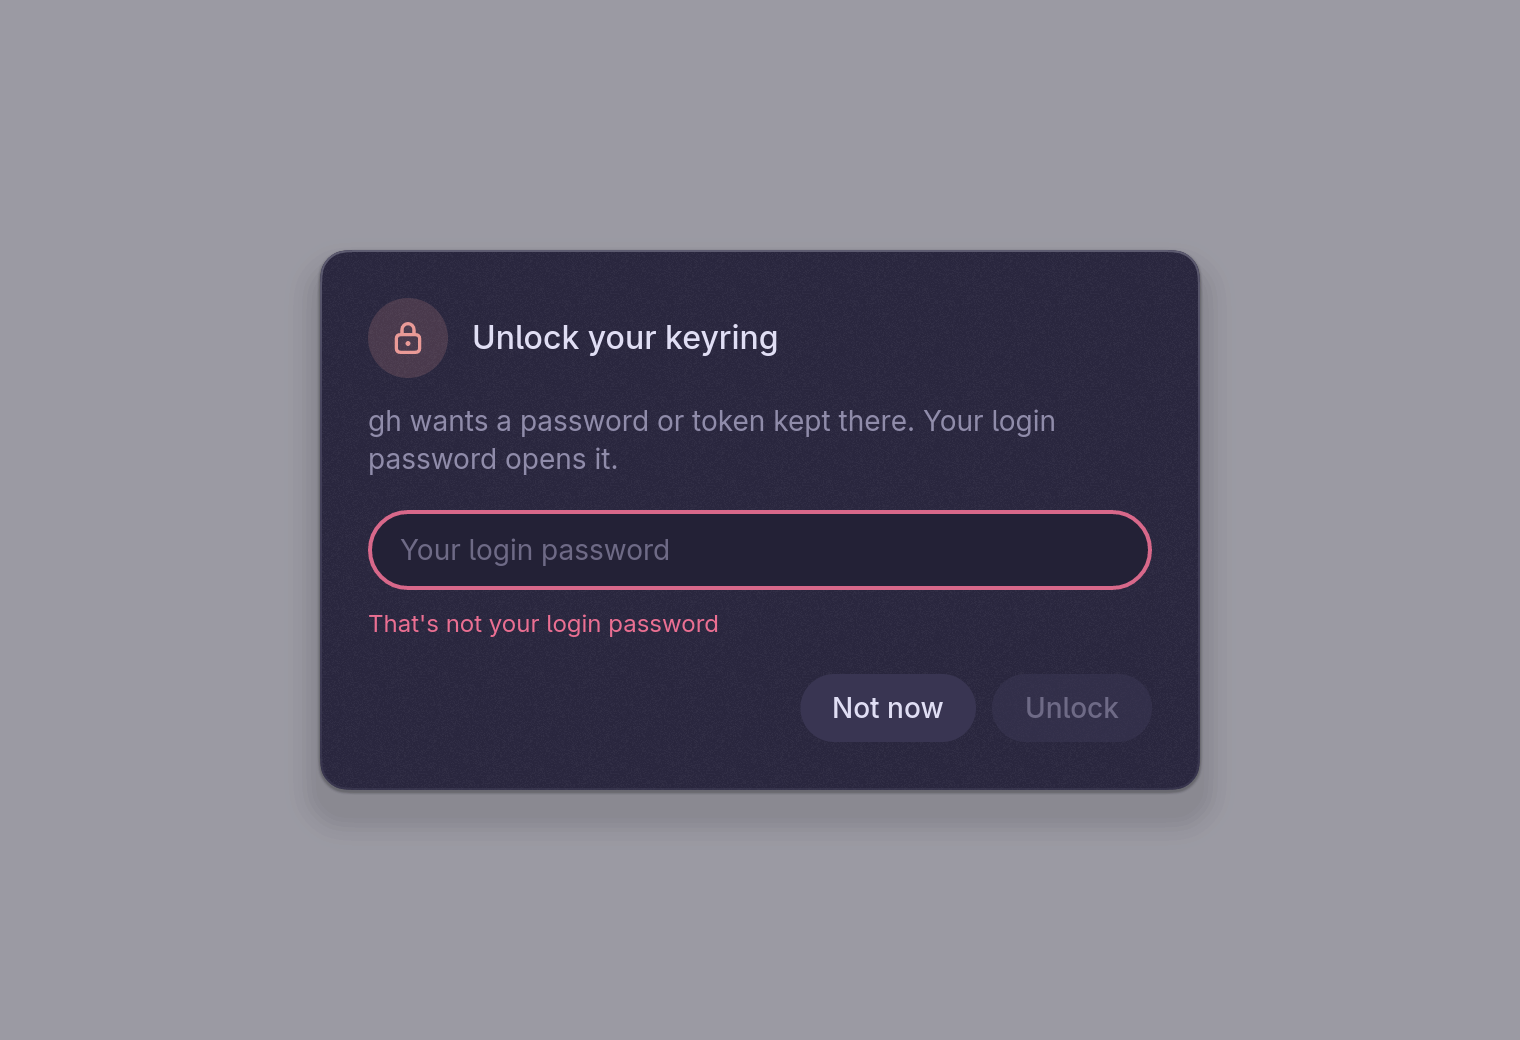 Unlock your keyring
gh wants a password or token kept there. Your login
password opens it.
Your login password
That's not your login password
Not now
Unlock